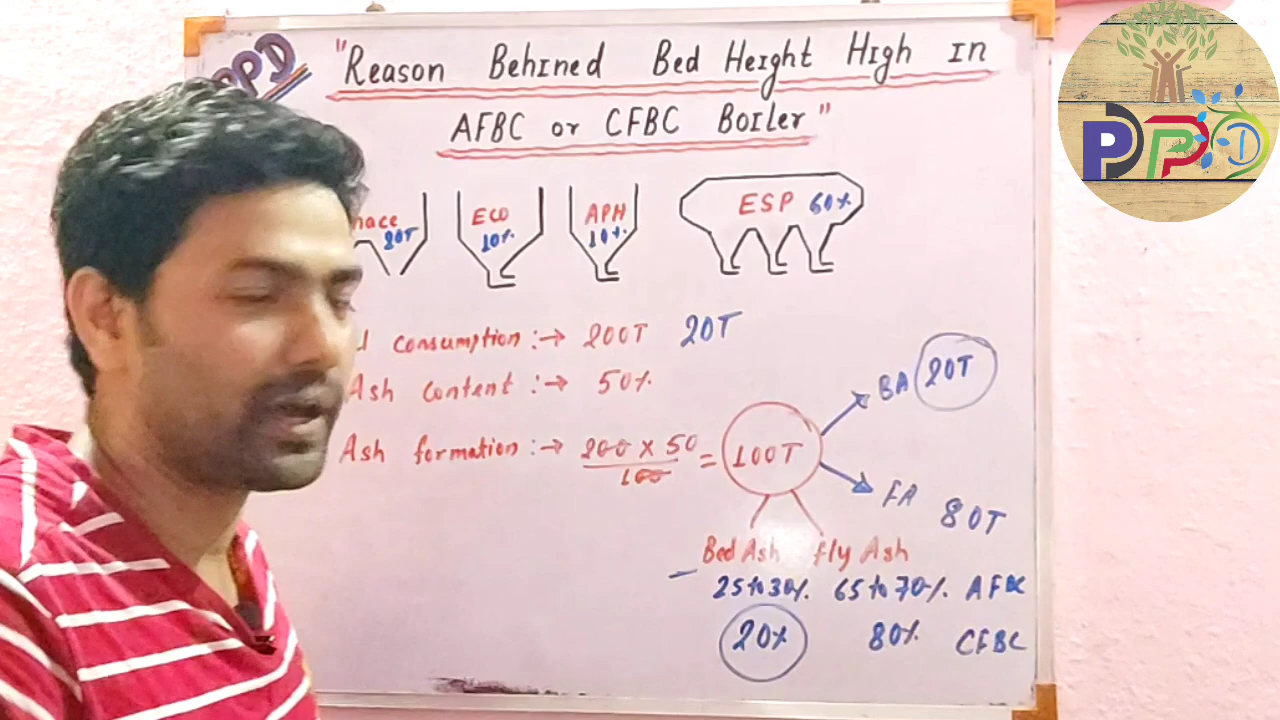 PPD
"Reason Behined Bed Height High in
AFBC or CFBC Boiler"
nace 20T
ECO 10%
APH 10%
ESP 60%
consumption :→ 200T 20T
Ash content :→ 50%
Ash formation :→ 200 x 50 / 100 = 100T
BA 20T
FA 80T
Bed Ash fly Ash
25 to 30% 65 to 70% AFBC
20% 80% CFBC
PPD